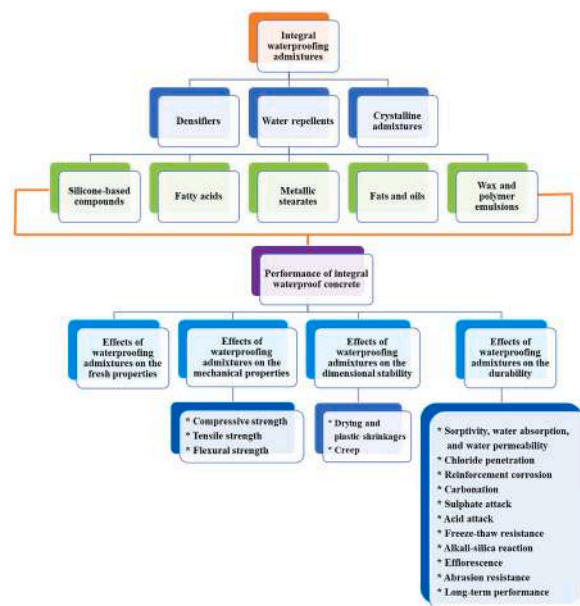 Integral
waterproofing
admixtures
Densifiers
Water repellents
Crystalline
admixtures
Silicone-based
compounds
Fatty acids
Metallic
stearates
Fats and oils
Wax and
polymer
emulsions
Performance of integral
waterproof concrete
Effects of
waterproofing
admixtures on the
fresh properties
Effects of
waterproofing
admixtures on the
mechanical properties
Effects of
waterproofing
admixtures on the
dimensional stability
Effects of
waterproofing
admixtures on the
durability
* Compressive strength
* Tensile strength
* Flexural strength
* Drying and
plastic shrinkages
* Creep
* Sorptivity, water absorption,
and water permeability
* Chloride penetration
* Reinforcement corrosion
* Carbonation
* Sulphate attack
* Acid attack
* Freeze-thaw resistance
* Alkali-silica reaction
* Efflorescence
* Abrasion resistance
* Long-term performance